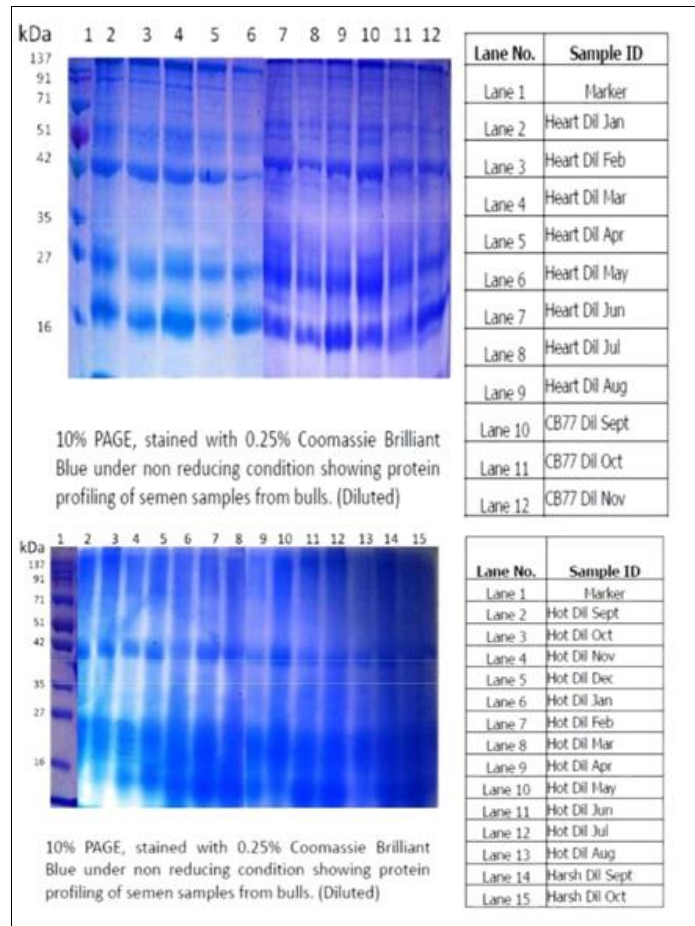 kDa 1 2 3 4 5 6 7 8 9 10 11 12
137
91
71
51
42
35
27
16
Lane No. Sample ID
Lane 1 Marker
Lane 2 Heart Dil Jan
Lane 3 Heart Dil Feb
Lane 4 Heart Dil Mar
Lane 5 Heart Dil Apr
Lane 6 Heart Dil May
Lane 7 Heart Dil Jun
Lane 8 Heart Dil Jul
Lane 9 Heart Dil Aug
Lane 10 CB77 Dil Sept
Lane 11 CB77 Dil Oct
Lane 12 CB77 Dil Nov
10% PAGE, stained with 0.25% Coomassie Brilliant
Blue under non reducing condition showing protein
profiling of semen samples from bulls. (Diluted)
kDa 1 2 3 4 5 6 7 8 9 10 11 12 13 14 15
137
91
71
51
42
35
27
16
Lane No. Sample ID
Lane 1 Marker
Lane 2 Hot Dil Sept
Lane 3 Hot Dil Oct
Lane 4 Hot Dil Nov
Lane 5 Hot Dil Dec
Lane 6 Hot Dil Jan
Lane 7 Hot Dil Feb
Lane 8 Hot Dil Mar
Lane 9 Hot Dil Apr
Lane 10 Hot Dil May
Lane 11 Hot Dil Jun
Lane 12 Hot Dil Jul
Lane 13 Hot Dil Aug
Lane 14 Harsh Dil Sept
Lane 15 Harsh Dil Oct
10% PAGE, stained with 0.25% Coomassie Brilliant
Blue under non reducing condition showing protein
profiling of semen samples from bulls. (Diluted)